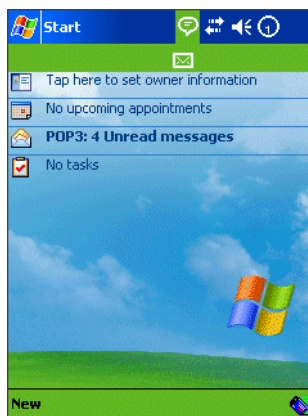 Start
Tap here to set owner information
No upcoming appointments
POP3: 4 Unread messages
No tasks
New